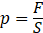 p = F/S